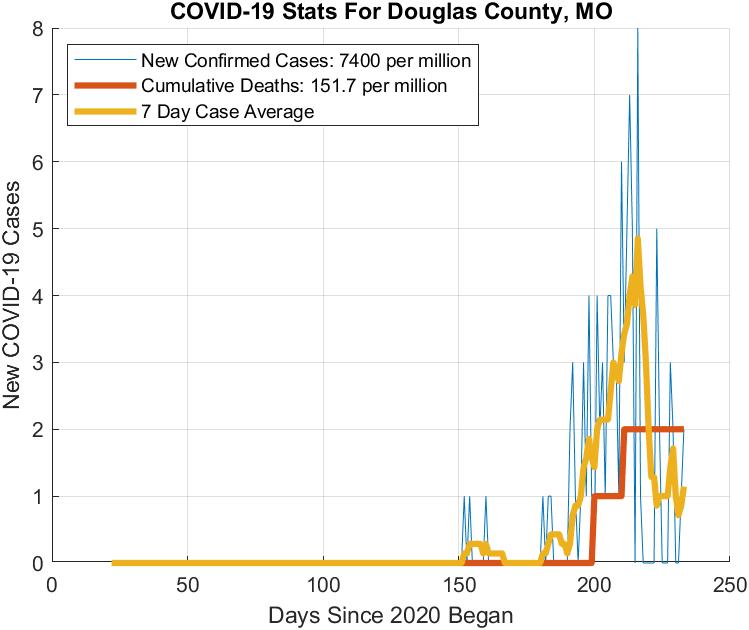 COVID-19 Stats For Douglas County, MO
New Confirmed Cases: 7400 per million
Cumulative Deaths: 151.7 per million
7 Day Case Average
New COVID-19 Cases
8
7
6
5
4
3
2
1
0
0 50 100 150 200 250
Days Since 2020 Began